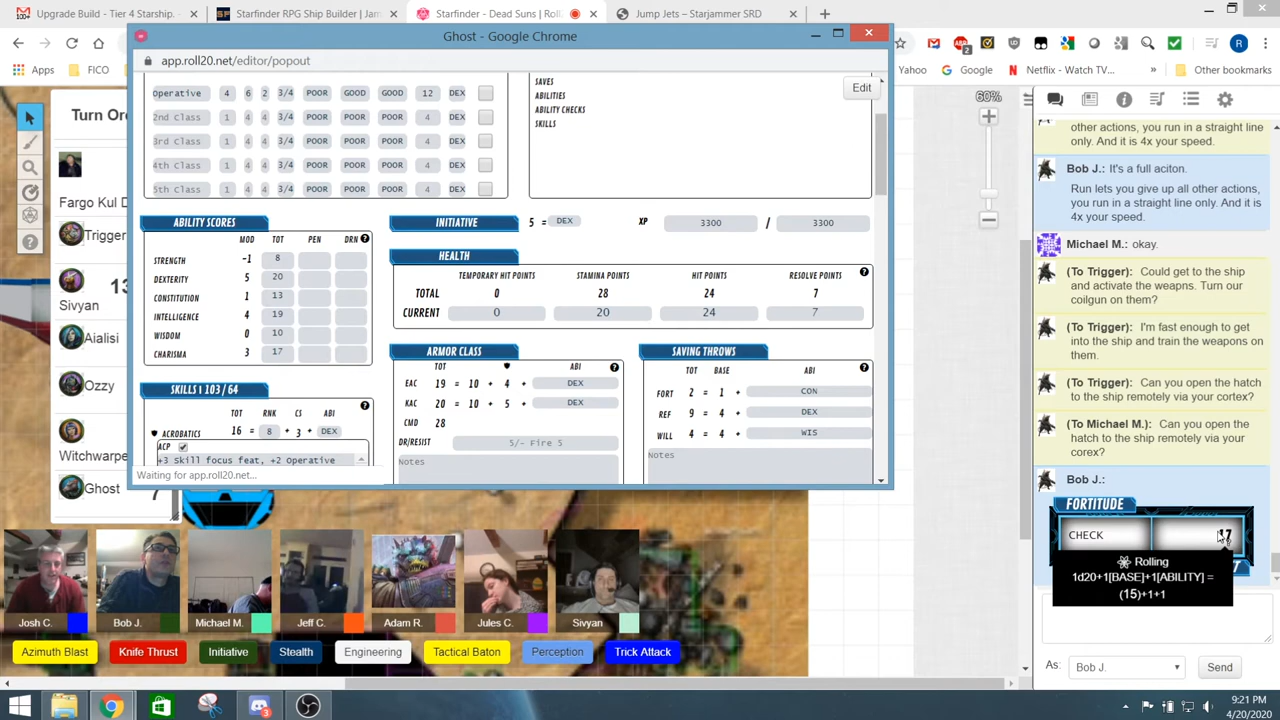 Upgrade Build - Tier 4 Starship.
Starfinder RPG Ship Builder | Jam
Starfinder - Dead Suns | Rol
Jump Jets – Starjammer SRD
Ghost - Google Chrome
app.roll20.net/editor/popout
Apps
FICO
Yahoo
Google
Netflix - Watch TV...
Other bookmarks
Turn Or
Fargo Kul D
Trigger
Sivyan
13
Aialisi
Ozzy
Witchwarpe
Ghost
Edit
Operative 4 6 2 3/4 POOR GOOD GOOD 12 DEX
2nd Class 1 4 4 3/4 POOR POOR POOR 4 DEX
3rd Class 1 4 4 3/4 POOR POOR POOR 4 DEX
4th Class 1 4 4 3/4 POOR POOR POOR 4 DEX
5th Class 1 4 4 3/4 POOR POOR POOR 4 DEX
SAVES
ABILITIES
ABILITY CHECKS
SKILLS
ABILITY SCORES
MOD TOT PEN DRN
STRENGTH -1 8
DEXTERITY 5 20
CONSTITUTION 1 13
INTELLIGENCE 4 19
WISDOM 0 10
CHARISMA 3 17
SKILLS | 103 / 64
TOT RNK CS ABI
ACROBATICS 16 = 8 + 3 + DEX
ACP
+3 Skill focus feat, +2 Operative
Waiting for app.roll20.net...
INITIATIVE 5 = DEX XP 3300 / 3300
HEALTH
TEMPORARY HIT POINTS STAMINA POINTS HIT POINTS RESOLVE POINTS
TOTAL 0 28 24 7
CURRENT 0 20 24 7
ARMOR CLASS
TOT ABI
EAC 19 = 10 + 4 + DEX
KAC 20 = 10 + 5 + DEX
CMD 28
DR/RESIST 5/- Fire 5
Notes
SAVING THROWS
TOT BASE ABI
FORT 2 = 1 + CON
REF 9 = 4 + DEX
WILL 4 = 4 + WIS
Notes
60%
other actions, you run in a straight line
only. And it is 4x your speed.
Bob J.: It's a full aciton.
Run lets you give up all other actions,
you run in a straight line only. And it is
4x your speed.
Michael M.: okay.
(To Trigger): Could get to the ship
and activate the weapns. Turn our
coilgun on them?
(To Trigger): I'm fast enough to get
into the ship and train the weapons on
them.
(To Trigger): Can you open the hatch
to the ship remotely via your cortex?
(To Michael M.): Can you open the
hatch to the ship remotely via your
corex?
Bob J.:
FORTITUDE
CHECK 17
Rolling
1d20+1[BASE]+1[ABILITY] =
(15)+1+1
As: Bob J.
Send
Josh C.
Bob J.
Michael M.
Jeff C.
Adam R.
Jules C.
Sivyan
Azimuth Blast
Knife Thrust
Initiative
Stealth
Engineering
Tactical Baton
Perception
Trick Attack
9:21 PM
4/20/2020